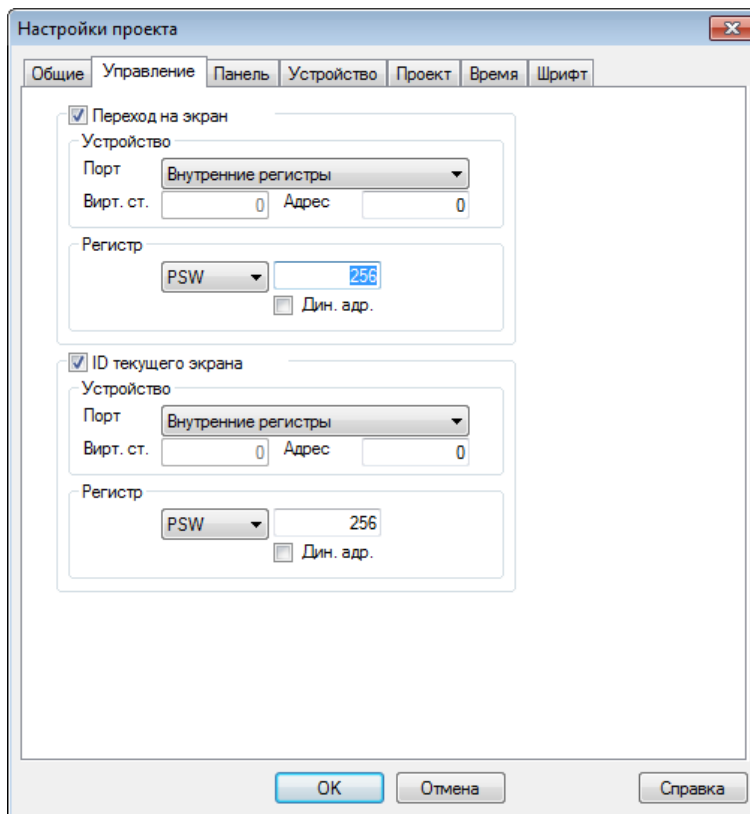 Настройки проекта
Общие Управление Панель Устройство Проект Время Шрифт
Переход на экран
Устройство
Порт Внутренние регистры
Вирт. ст. 0 Адрес 0
Регистр
PSW 256
Дин. адр.
ID текущего экрана
Устройство
Порт Внутренние регистры
Вирт. ст. 0 Адрес 0
Регистр
PSW 256
Дин. адр.
OK Отмена Справка